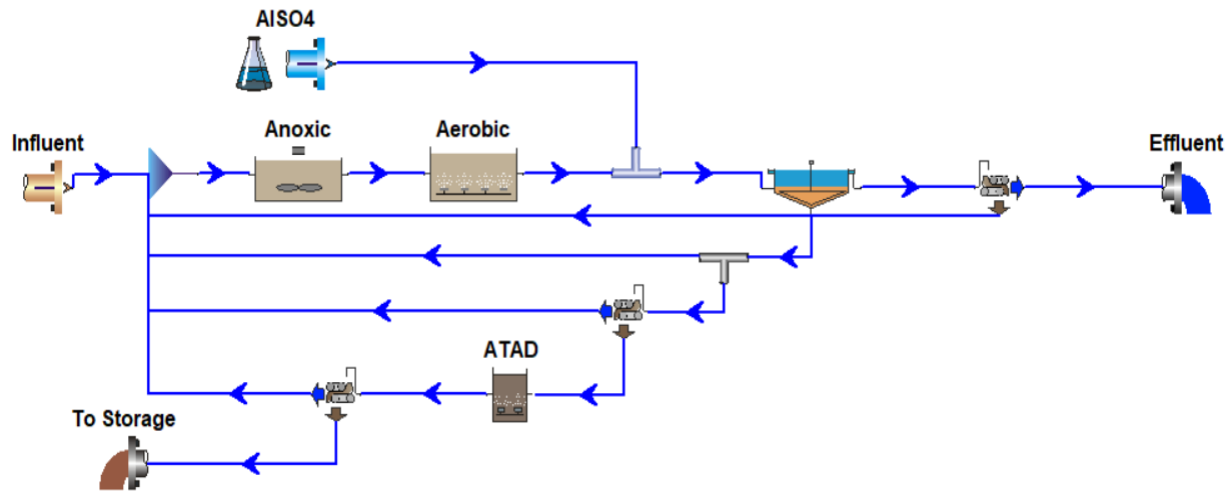 AlSO4
Influent
Anoxic
Aerobic
Effluent
ATAD
To Storage